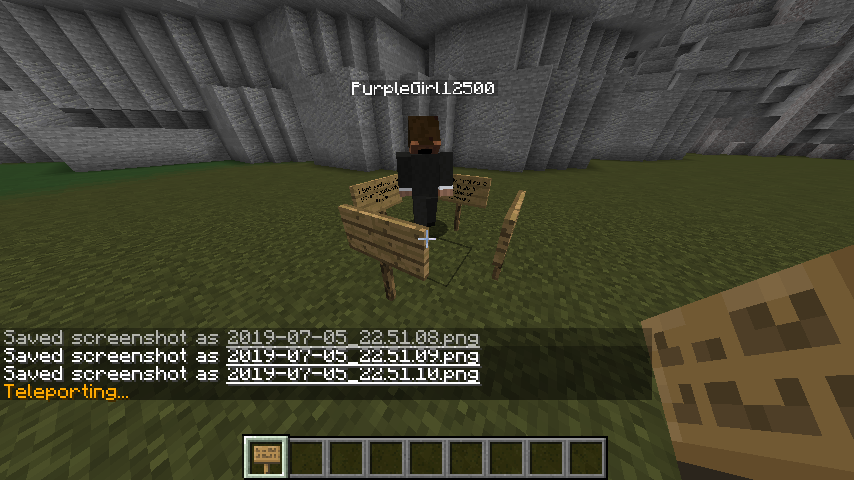 PurpleGirl12500
Saved screenshot as 2019-07-05_22.51.08.png
Saved screenshot as 2019-07-05_22.51.09.png
Saved screenshot as 2019-07-05_22.51.10.png
Teleporting...